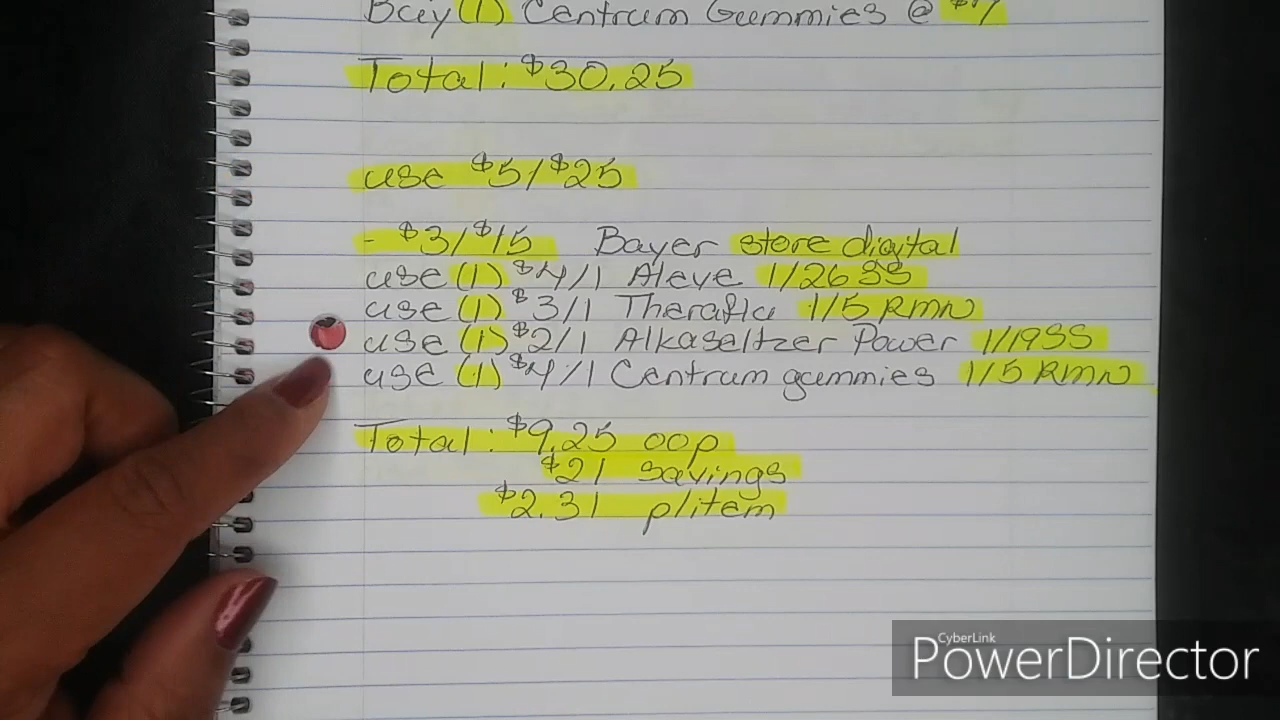 Buy (1) Centrum Gummies @ $7
Total: $30.25
use $5/$25
- $3/$15 Bayer store digital
use (1) $4/1 Aleve 1/26 SS
use (1) $3/1 Theraflu 1/5 RMN
use (1) $2/1 Alkaseltzer Power 1/19SS
use (1) $4/1 Centrum gummies 1/5 RMN
Total: $9.25 oop
$21 savings
$2.31 p/item
CyberLink
PowerDirector